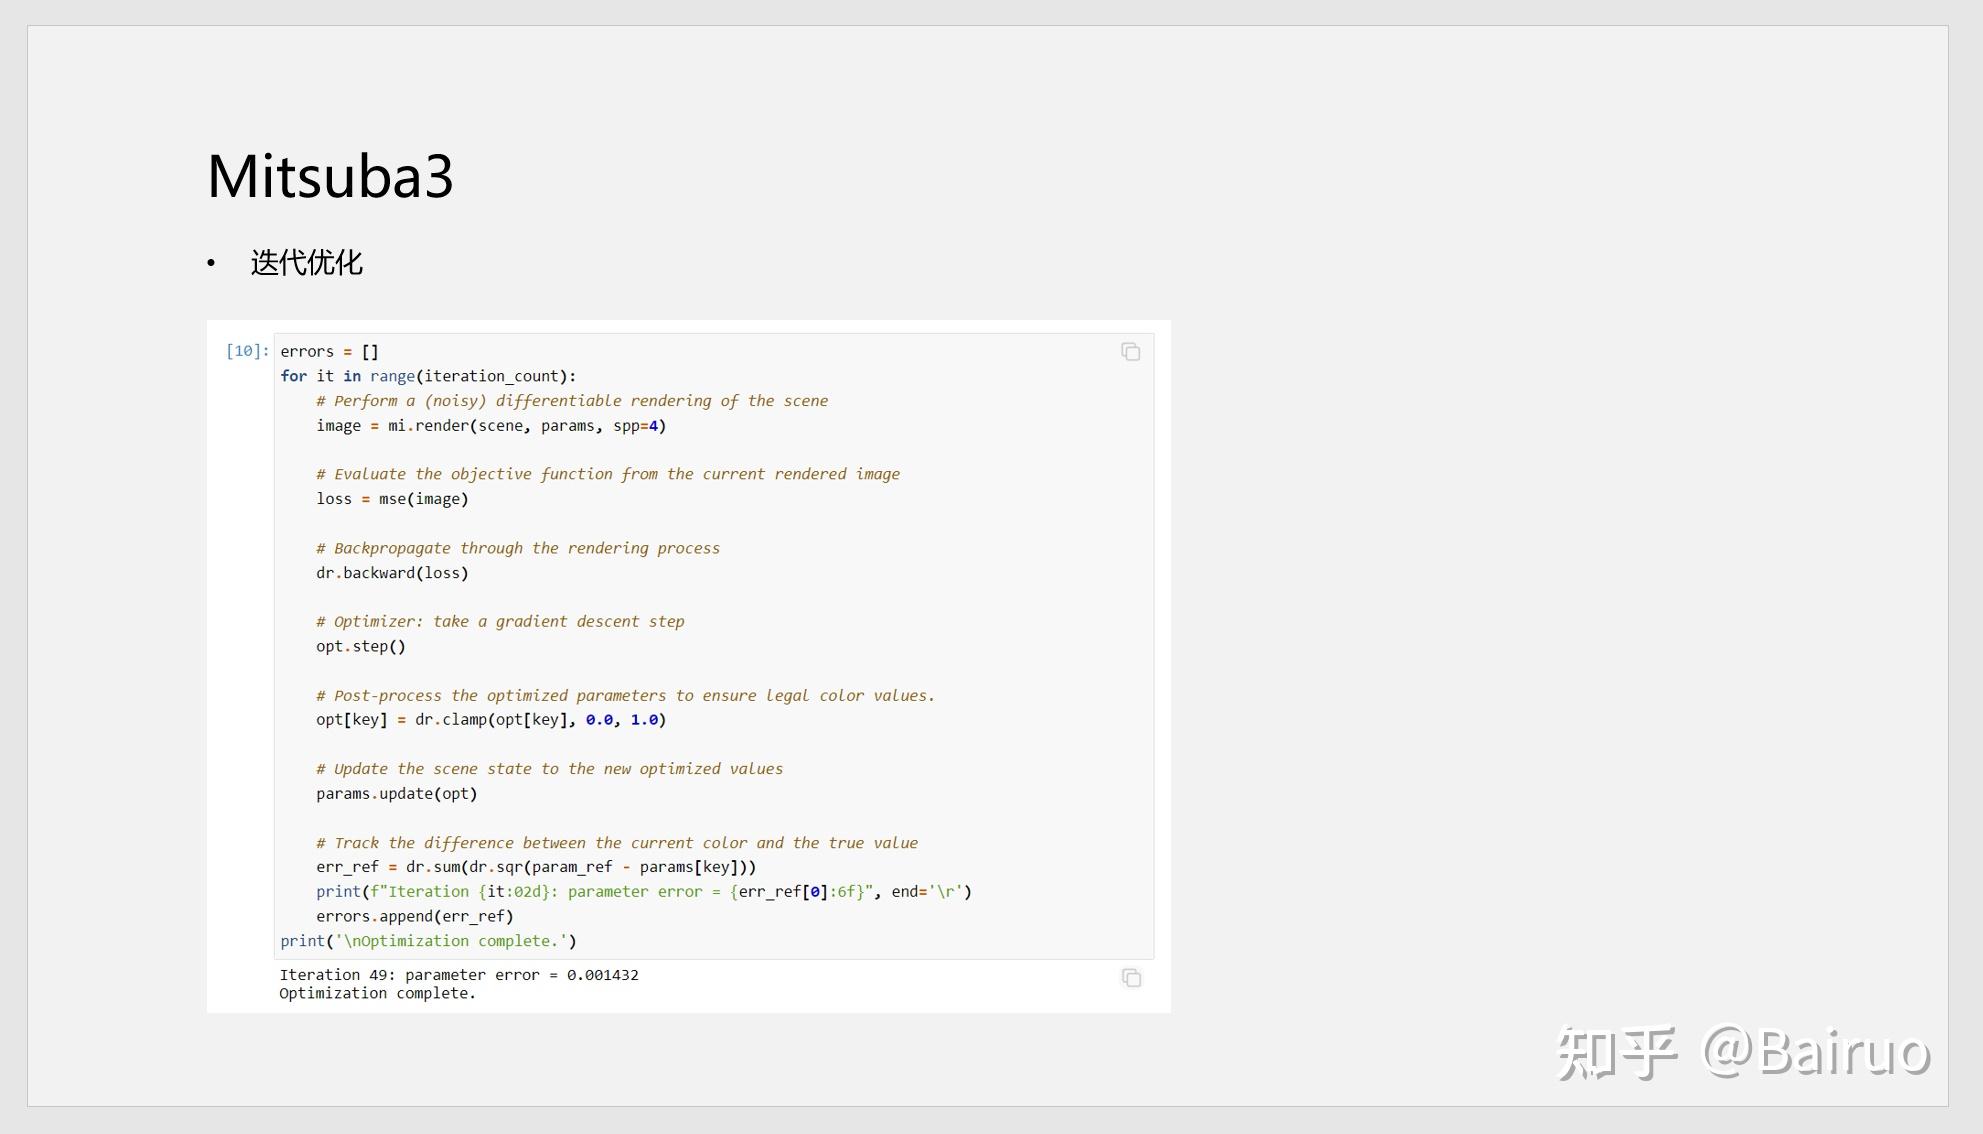 Mitsuba3
• 迭代优化
[10]: errors = []
for it in range(iteration_count):
    # Perform a (noisy) differentiable rendering of the scene
    image = mi.render(scene, params, spp=4)
    # Evaluate the objective function from the current rendered image
    loss = mse(image)
    # Backpropagate through the rendering process
    dr.backward(loss)
    # Optimizer: take a gradient descent step
    opt.step()
    # Post-process the optimized parameters to ensure legal color values.
    opt[key] = dr.clamp(opt[key], 0.0, 1.0)
    # Update the scene state to the new optimized values
    params.update(opt)
    # Track the difference between the current color and the true value
    err_ref = dr.sum(dr.sqr(param_ref - params[key]))
    print(f"Iteration {it:02d}: parameter error = {err_ref[0]:6f}", end='\r')
    errors.append(err_ref)
print('\nOptimization complete.')
Iteration 49: parameter error = 0.001432
Optimization complete.
知乎 @Bairuo